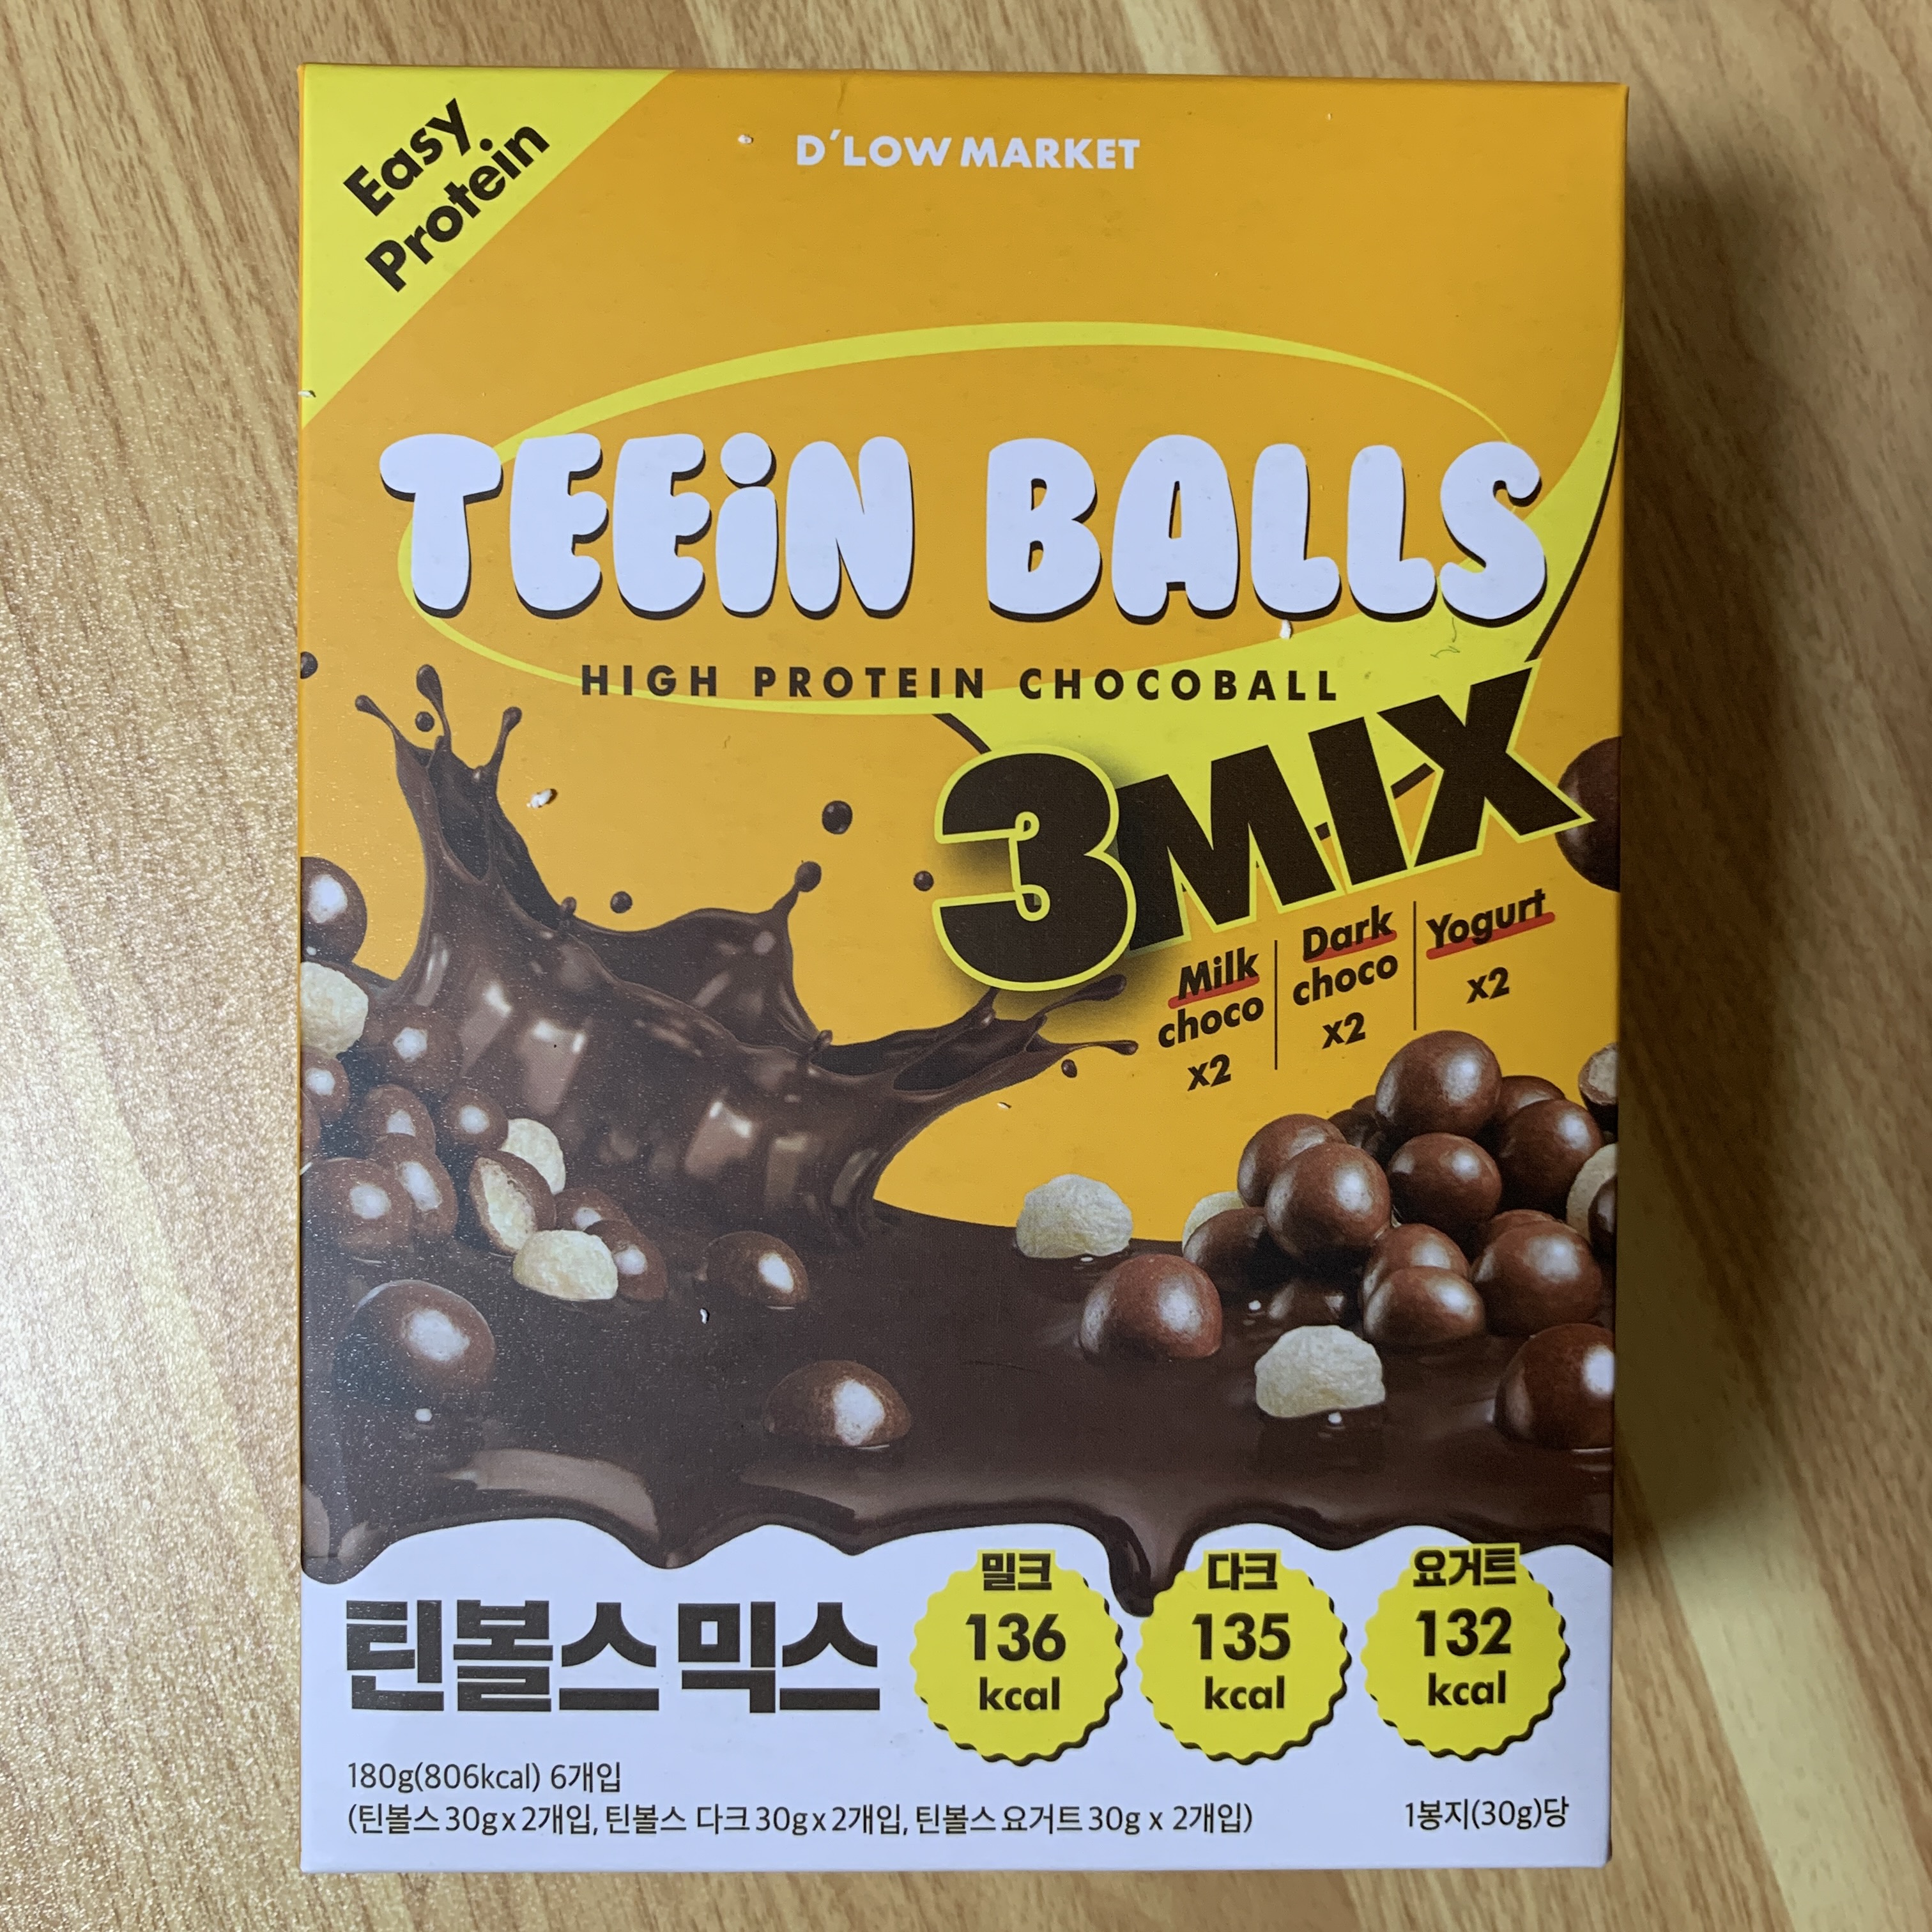 Easy
Protein
D'LOW MARKET
TEEiN BALLS
HIGH PROTEIN CHOCOBALL
3MIX
Milk
choco
x2
Dark
choco
x2
Yogurt
x2
틴볼스 믹스
밀크
136
kcal
다크
135
kcal
요거트
132
kcal
180g(806kcal) 6개입
(틴볼스 30g x 2개입, 틴볼스 다크 30g x 2개입, 틴볼스 요거트 30g x 2개입)
1봉지(30g)당